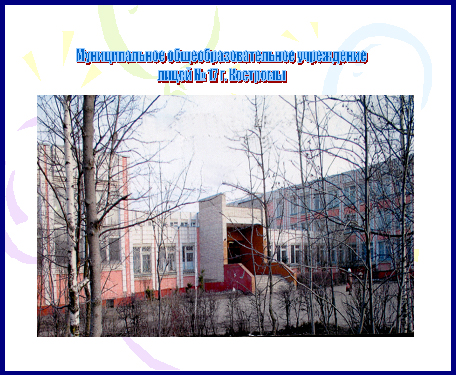 Муниципальное общеобразовательное учреждение
лицей № 17 г. Костромы